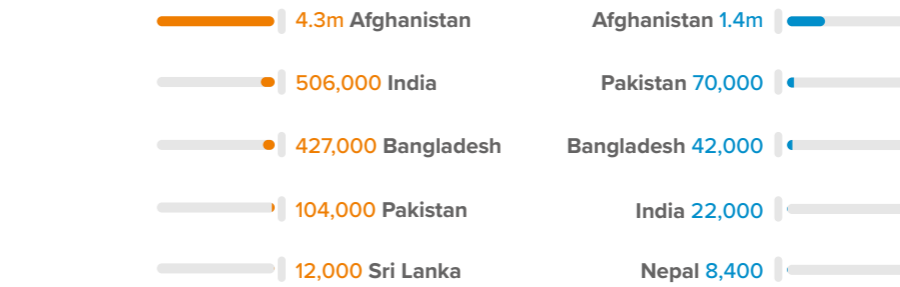 4.3m Afghanistan
Afghanistan 1.4m
506,000 India
Pakistan 70,000
427,000 Bangladesh
Bangladesh 42,000
104,000 Pakistan
India 22,000
12,000 Sri Lanka
Nepal 8,400